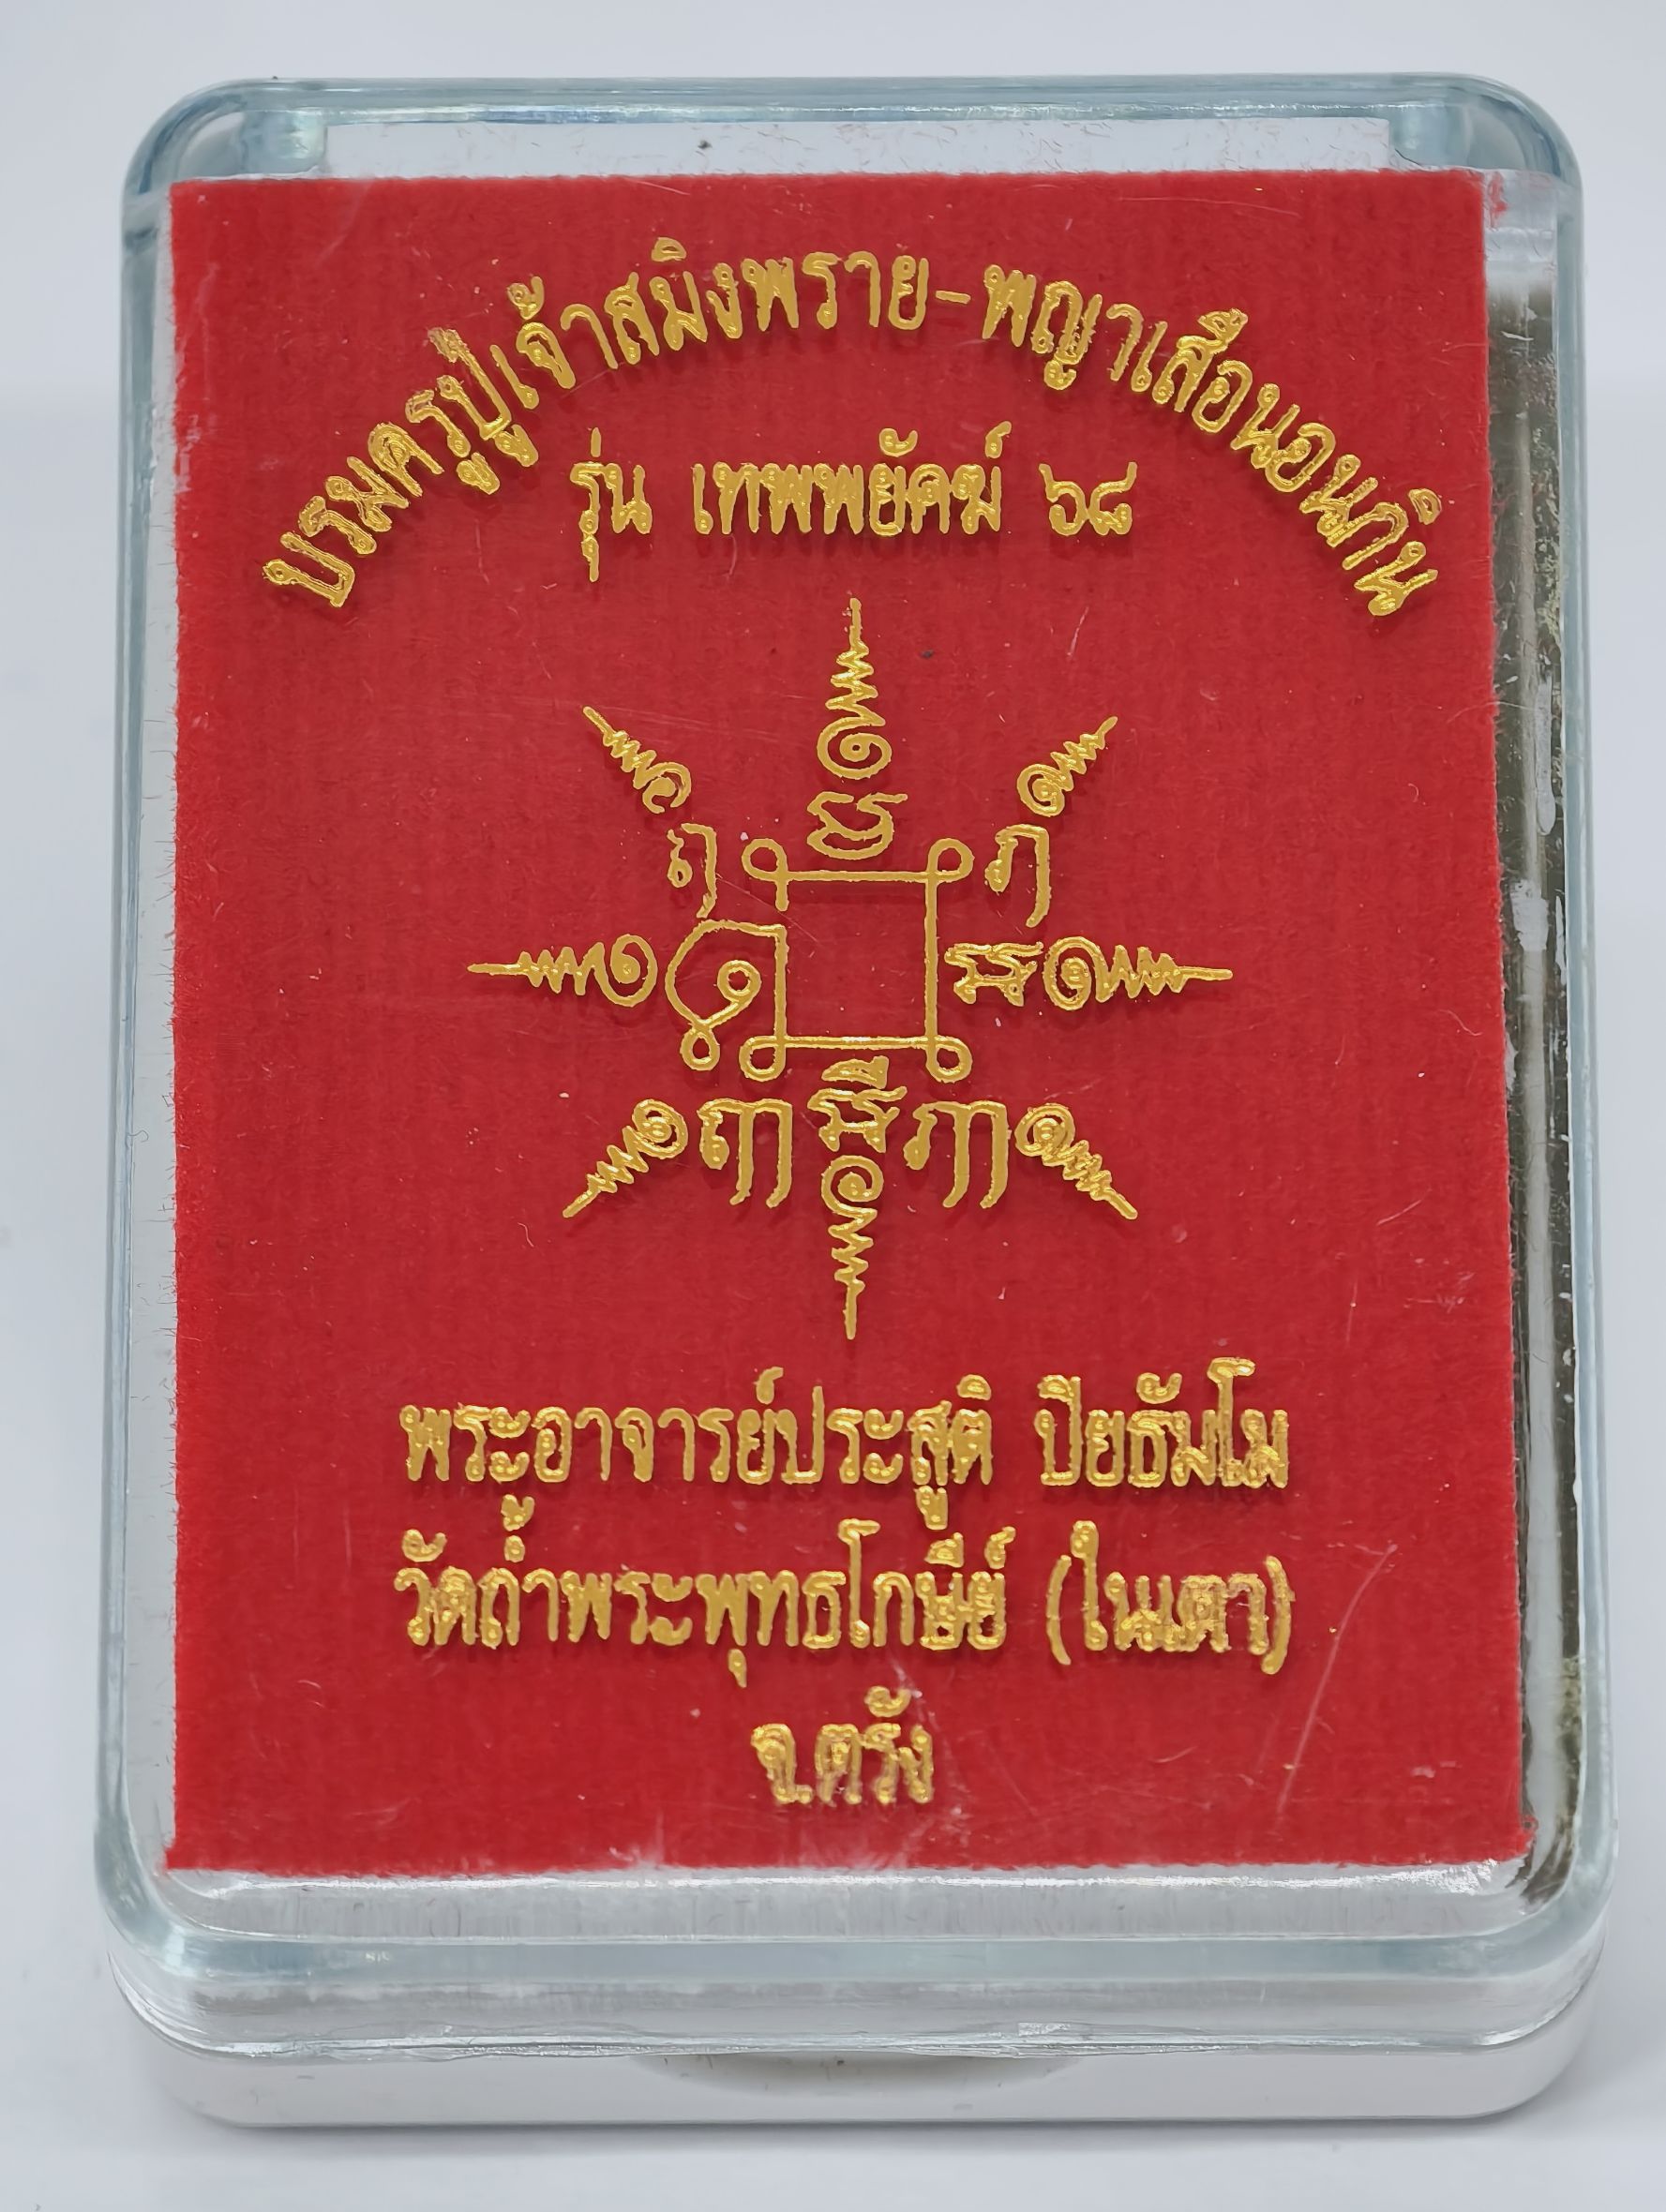 บรมครูปู่เจ้าสมิงพราย-พญาเสือนอนกิน
รุ่น เทพพยัคฆ์ ๖๘
พระอาจารย์ประสูติ ปิยธัมโม
วัดถ้ำพระพุทธโกษีย์ (ในเตา)
จ.ตรัง